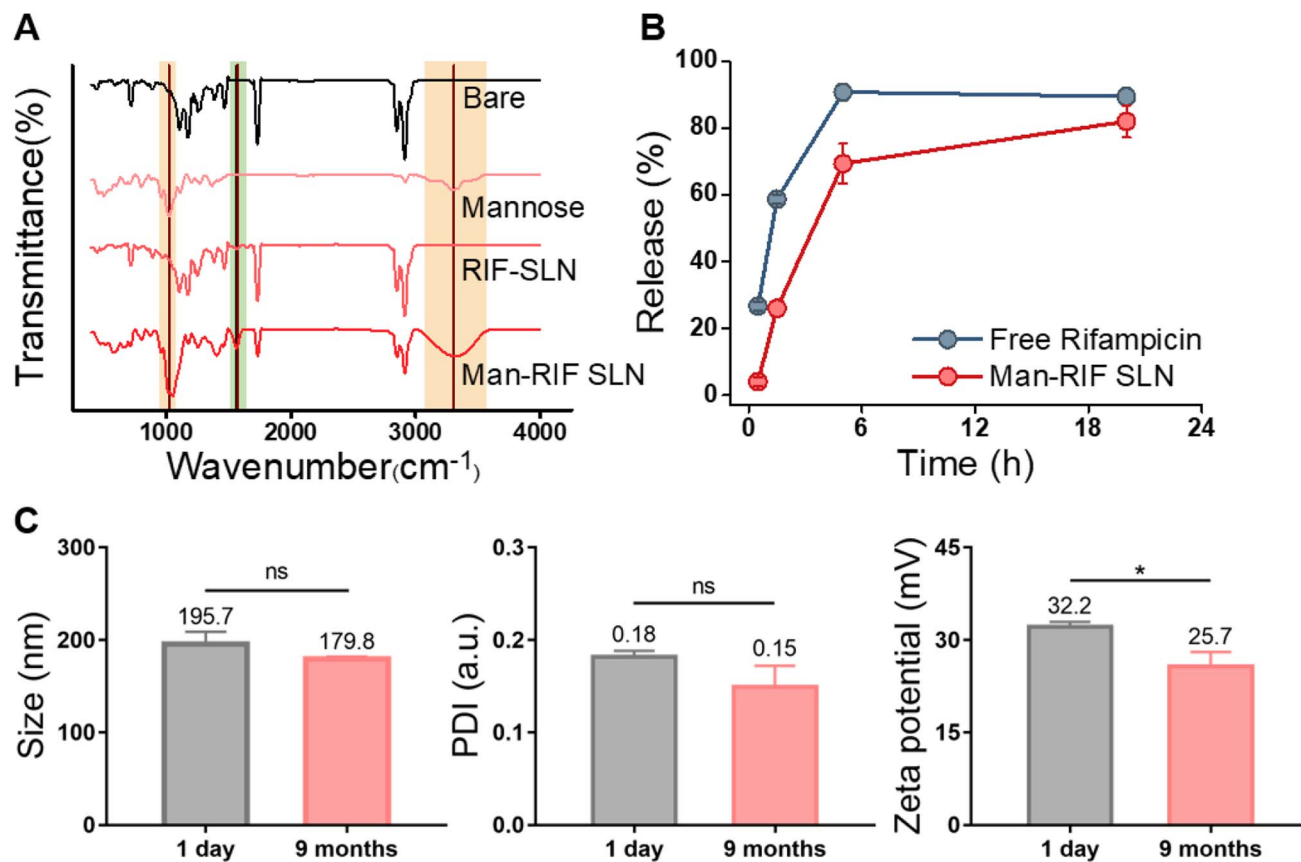 A
Transmittance(%)
Bare
Mannose
RIF-SLN
Man-RIF SLN
1000 2000 3000 4000
Wavenumber(cm-1)
B
Release (%)
100
80
60
40
20
0
Free Rifampicin
Man-RIF SLN
0 6 12 18 24
Time (h)
C
Size (nm)
300
200
100
0
ns
195.7
179.8
1 day 9 months
PDI (a.u.)
0.3
0.2
0.1
0.0
ns
0.18
0.15
1 day 9 months
Zeta potential (mV)
45
30
15
0
*
32.2
25.7
1 day 9 months